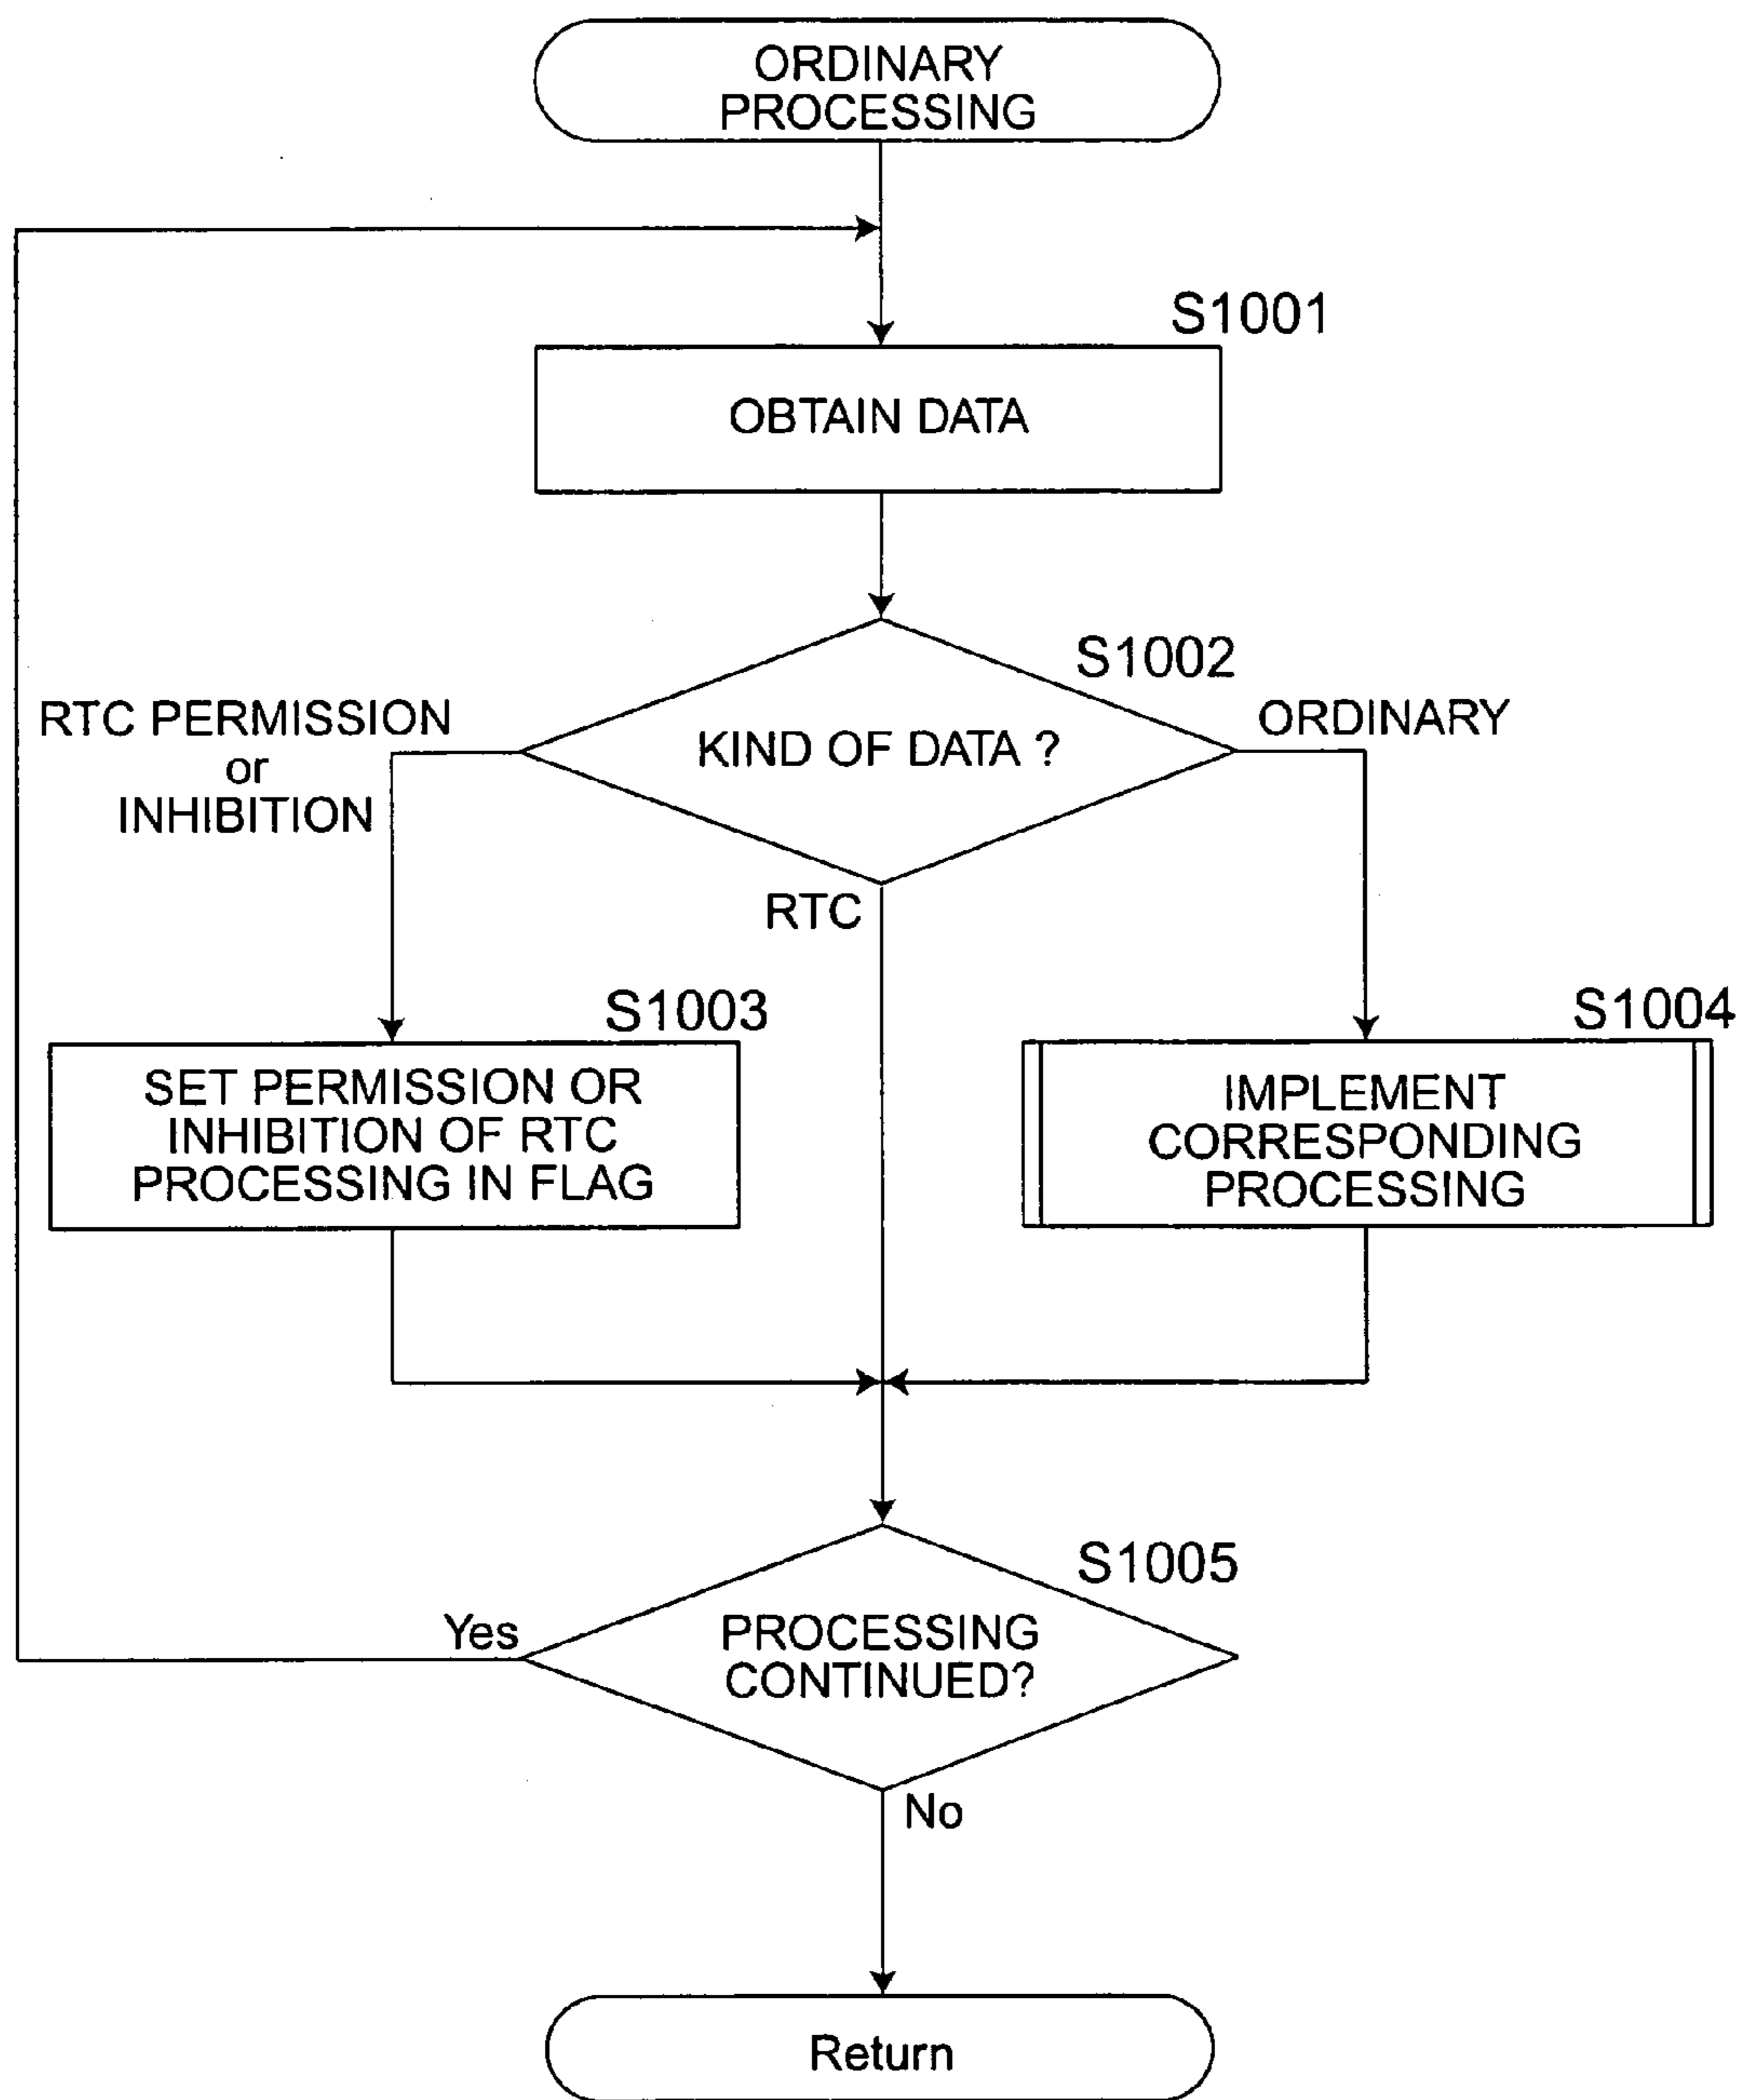 ORDINARY
PROCESSING
S1001
OBTAIN DATA
S1002
RTC PERMISSION
or
INHIBITION
KIND OF DATA ?
ORDINARY
RTC
S1003
S1004
SET PERMISSION OR
INHIBITION OF RTC
PROCESSING IN FLAG
IMPLEMENT
CORRESPONDING
PROCESSING
S1005
Yes
PROCESSING
CONTINUED?
No
Return